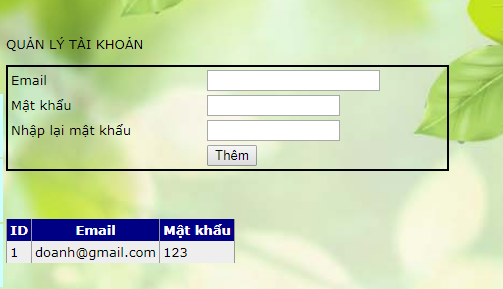 QUẢN LÝ TÀI KHOẢN
Email
Mật khẩu
Nhập lại mật khẩu
Thêm
ID Email Mật khẩu
1 doanh@gmail.com 123